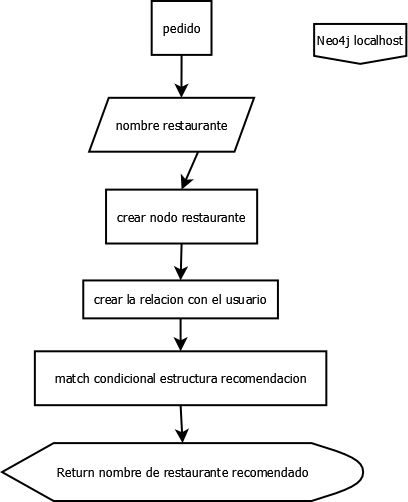 pedido
Neo4j localhost
nombre restaurante
crear nodo restaurante
crear la relacion con el usuario
match condicional estructura recomendacion
Return nombre de restaurante recomendado